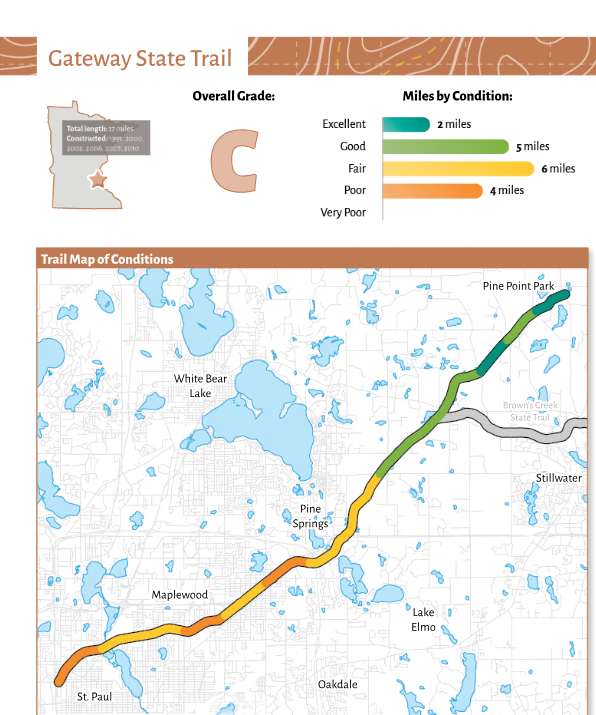 Gateway State Trail
Overall Grade:
C
Total length: 17 miles
Constructed: 1991, 2000,
2002, 2006, 2007, 2010
Miles by Condition:
Excellent 2 miles
Good 5 miles
Fair 6 miles
Poor 4 miles
Very Poor
Trail Map of Conditions
Pine Point Park
White Bear
Lake
Brown's Creek
State Trail
Stillwater
Pine
Springs
Maplewood
Lake
Elmo
Oakdale
St. Paul